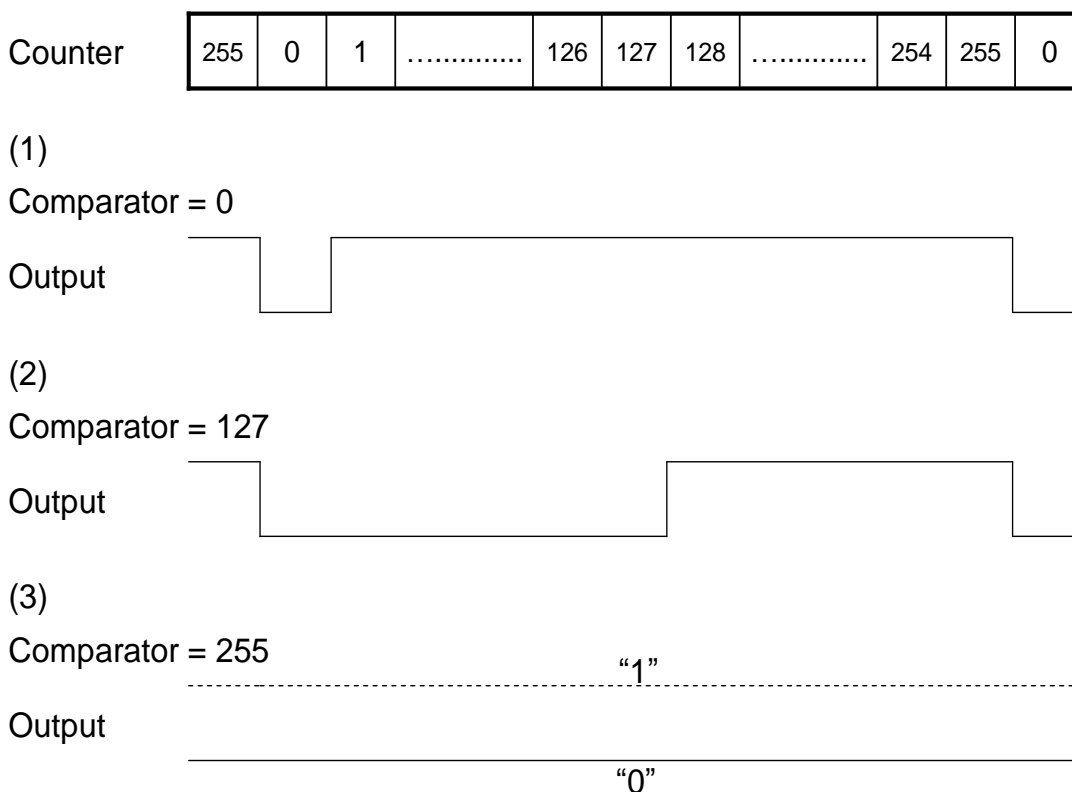 Counter 255 0 1 …........... 126 127 128 …........... 254 255 0
(1)
Comparator = 0
Output
(2)
Comparator = 127
Output
(3)
Comparator = 255
“1”
Output
“0”